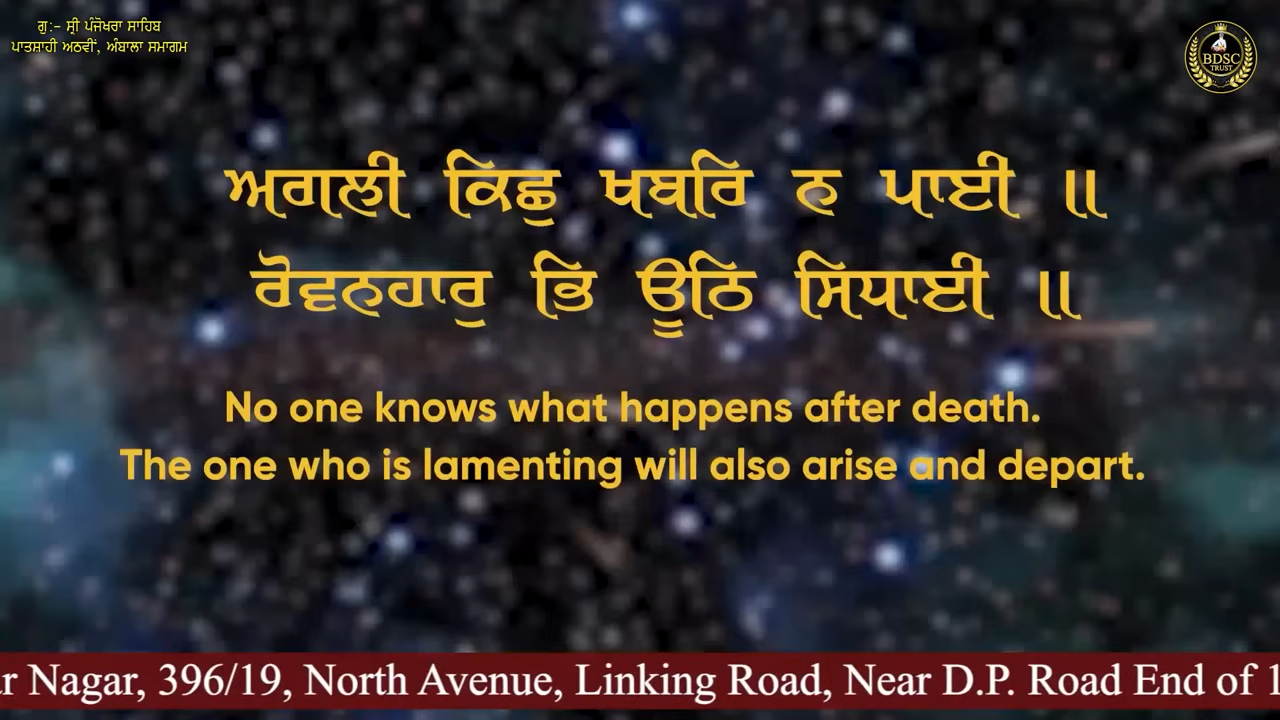 ਗੁ:- ਸ੍ਰੀ ਪੰਜੋਖਰਾ ਸਾਹਿਬ
ਪਾਤਸ਼ਾਹੀ ਅਠਵੀਂ, ਅੰਬਾਲਾ ਸਮਾਗਮ
BDSC
TRUST
ਅਗਲੀ ਕਿਛੁ ਖਬਰਿ ਨ ਪਾਈ ॥
ਰੋਵਨਹਾਰੁ ਭਿ ਊਠਿ ਸਿਧਾਈ ॥
No one knows what happens after death.
The one who is lamenting will also arise and depart.
r Nagar, 396/19, North Avenue, Linking Road, Near D.P. Road End of 1